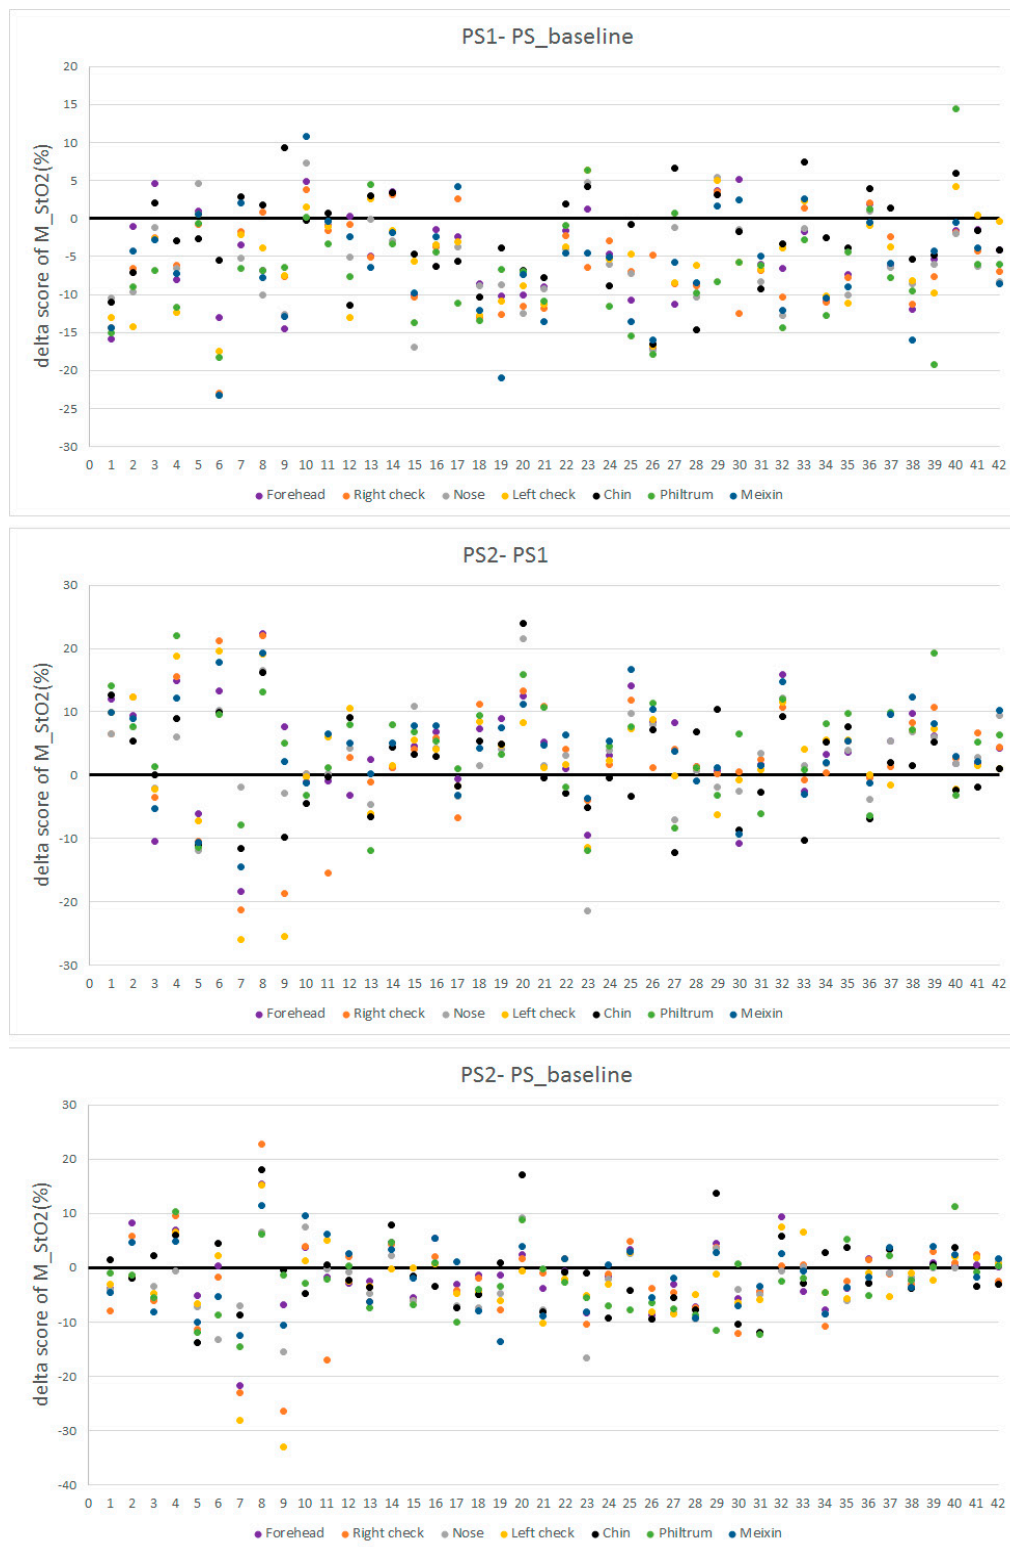 PS1- PS_baseline
delta score of M_StO2(%)
20
15
10
5
0
-5
-10
-15
-20
-25
-30
0 1 2 3 4 5 6 7 8 9 10 11 12 13 14 15 16 17 18 19 20 21 22 23 24 25 26 27 28 29 30 31 32 33 34 35 36 37 38 39 40 41 42
Forehead Right check Nose Left check Chin Philtrum Meixin
PS2- PS1
delta score of M_StO2(%)
30
20
10
0
-10
-20
-30
0 1 2 3 4 5 6 7 8 9 10 11 12 13 14 15 16 17 18 19 20 21 22 23 24 25 26 27 28 29 30 31 32 33 34 35 36 37 38 39 40 41 42
Forehead Right check Nose Left check Chin Philtrum Meixin
PS2- PS_baseline
delta score of M_StO2(%)
30
20
10
0
-10
-20
-30
-40
0 1 2 3 4 5 6 7 8 9 10 11 12 13 14 15 16 17 18 19 20 21 22 23 24 25 26 27 28 29 30 31 32 33 34 35 36 37 38 39 40 41 42
Forehead Right check Nose Left check Chin Philtrum Meixin